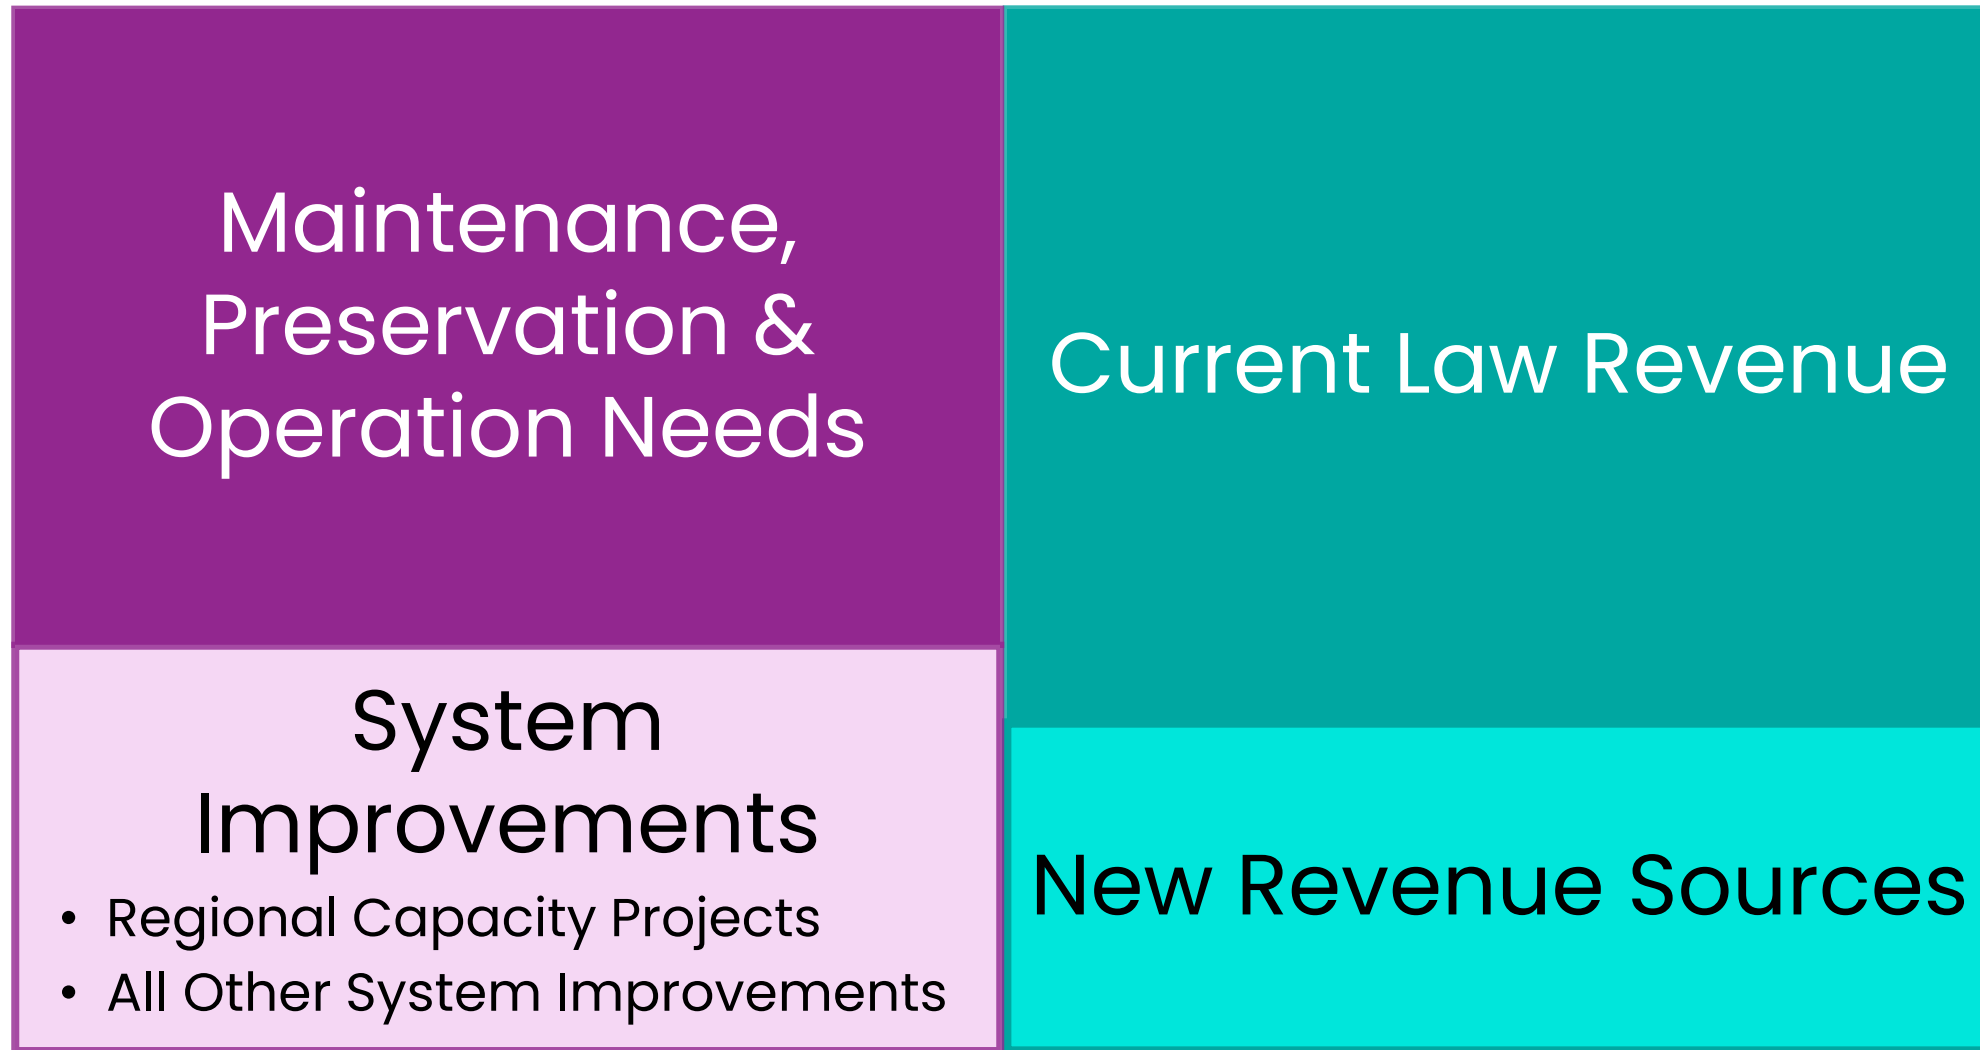 Maintenance,
Preservation &
Operation Needs
System
Improvements
• Regional Capacity Projects
• All Other System Improvements
Current Law Revenue
New Revenue Sources